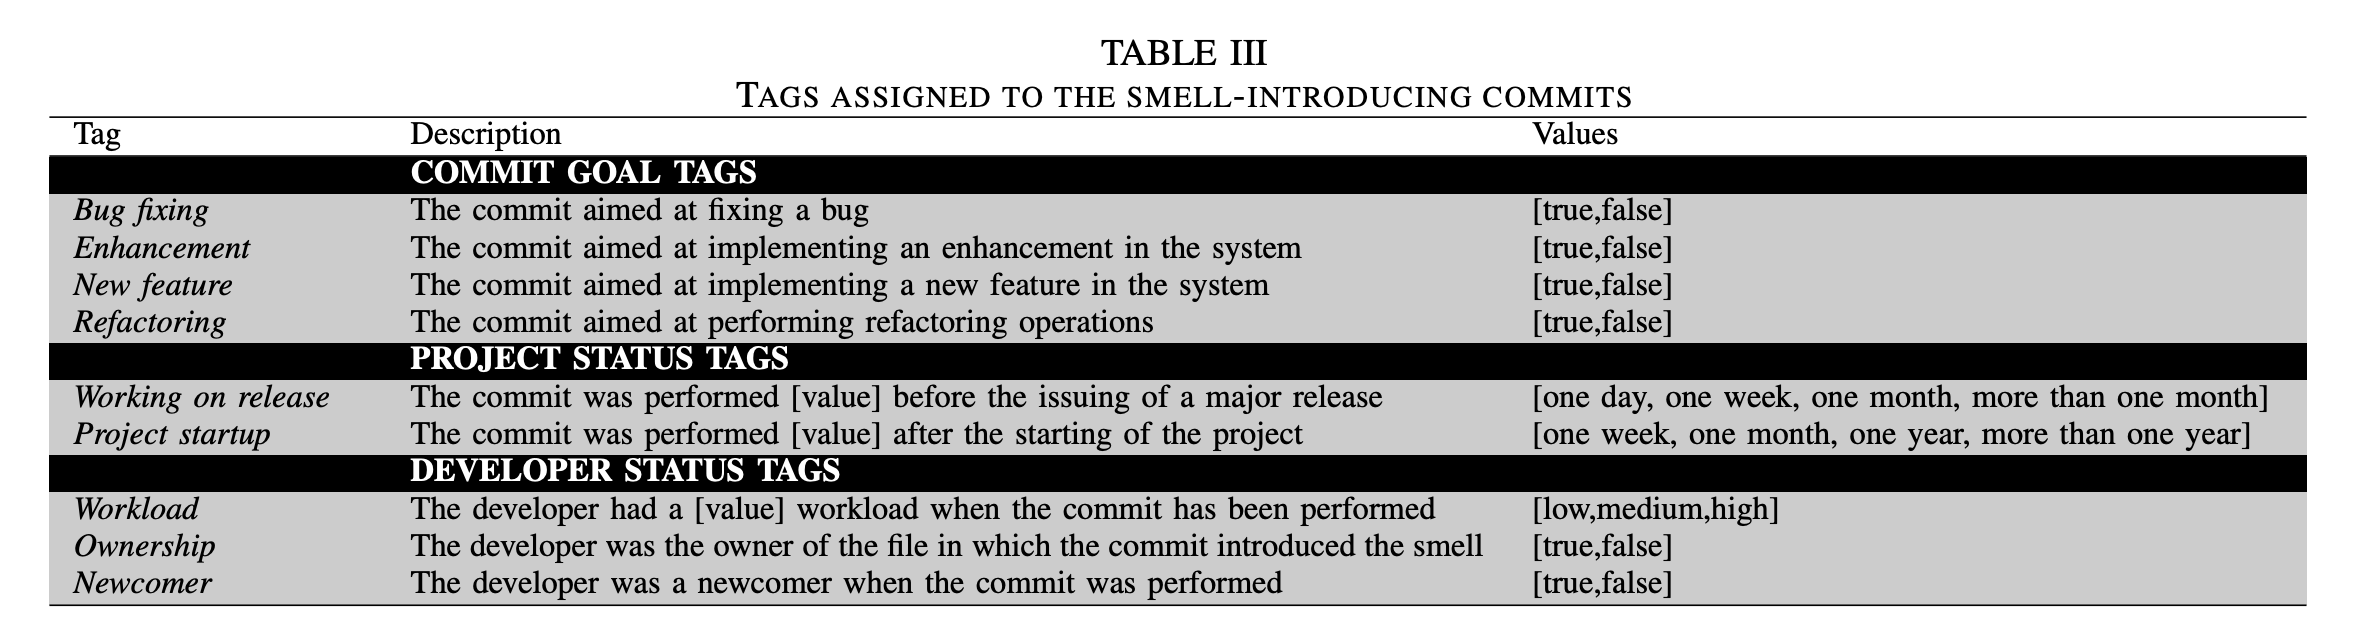 TABLE III
TAGS ASSIGNED TO THE SMELL-INTRODUCING COMMITS
Tag Description Values
COMMIT GOAL TAGS
Bug fixing The commit aimed at fixing a bug [true,false]
Enhancement The commit aimed at implementing an enhancement in the system [true,false]
New feature The commit aimed at implementing a new feature in the system [true,false]
Refactoring The commit aimed at performing refactoring operations [true,false]
PROJECT STATUS TAGS
Working on release The commit was performed [value] before the issuing of a major release [one day, one week, one month, more than one month]
Project startup The commit was performed [value] after the starting of the project [one week, one month, one year, more than one year]
DEVELOPER STATUS TAGS
Workload The developer had a [value] workload when the commit has been performed [low,medium,high]
Ownership The developer was the owner of the file in which the commit introduced the smell [true,false]
Newcomer The developer was a newcomer when the commit was performed [true,false]